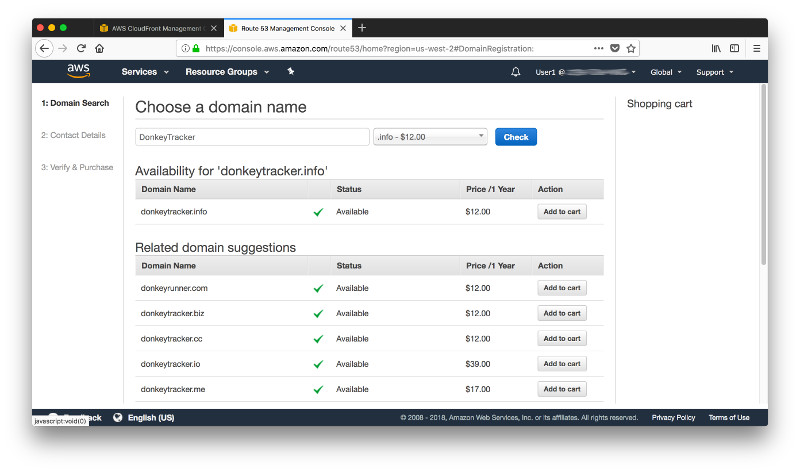 AWS CloudFront Management
Route 53 Management Console
https://console.aws.amazon.com/route53/home?region=us-west-2#DomainRegistration:
aws
Services
Resource Groups
User1 @
Global
Support
1: Domain Search
2: Contact Details
3: Verify & Purchase
Choose a domain name
DonkeyTracker
.info - $12.00
Check
Availability for 'donkeytracker.info'
Domain Name Status Price /1 Year Action
donkeytracker.info Available $12.00 Add to cart
Related domain suggestions
Domain Name Status Price /1 Year Action
donkeyrunner.com Available $12.00 Add to cart
donkeytracker.biz Available $12.00 Add to cart
donkeytracker.cc Available $12.00 Add to cart
donkeytracker.io Available $39.00 Add to cart
donkeytracker.me Available $17.00 Add to cart
Shopping cart
English (US)
© 2008 - 2018, Amazon Web Services, Inc. or its affiliates. All rights reserved.
Privacy Policy
Terms of Use
javascript:void(0)